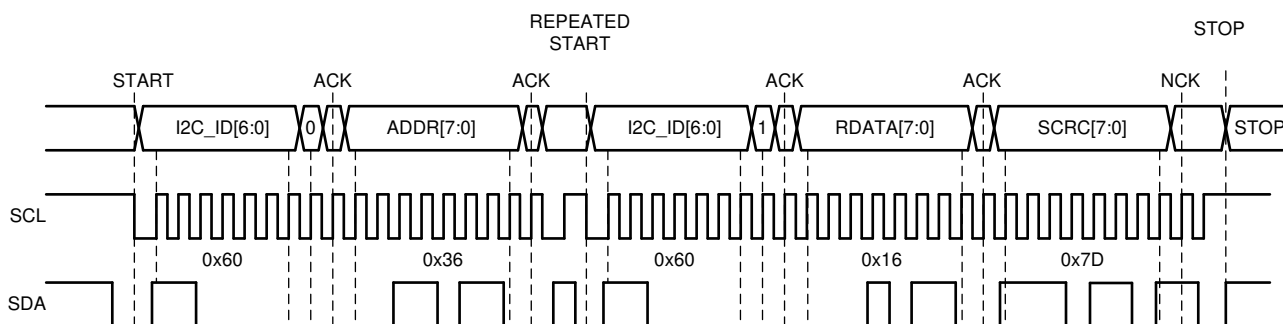 REPEATED
START
STOP
START
ACK
ACK
ACK
ACK
NCK
I2C_ID[6:0]
0
ADDR[7:0]
I2C_ID[6:0]
1
RDATA[7:0]
SCRC[7:0]
STOP
SCL
0x60
0x36
0x60
0x16
0x7D
SDA